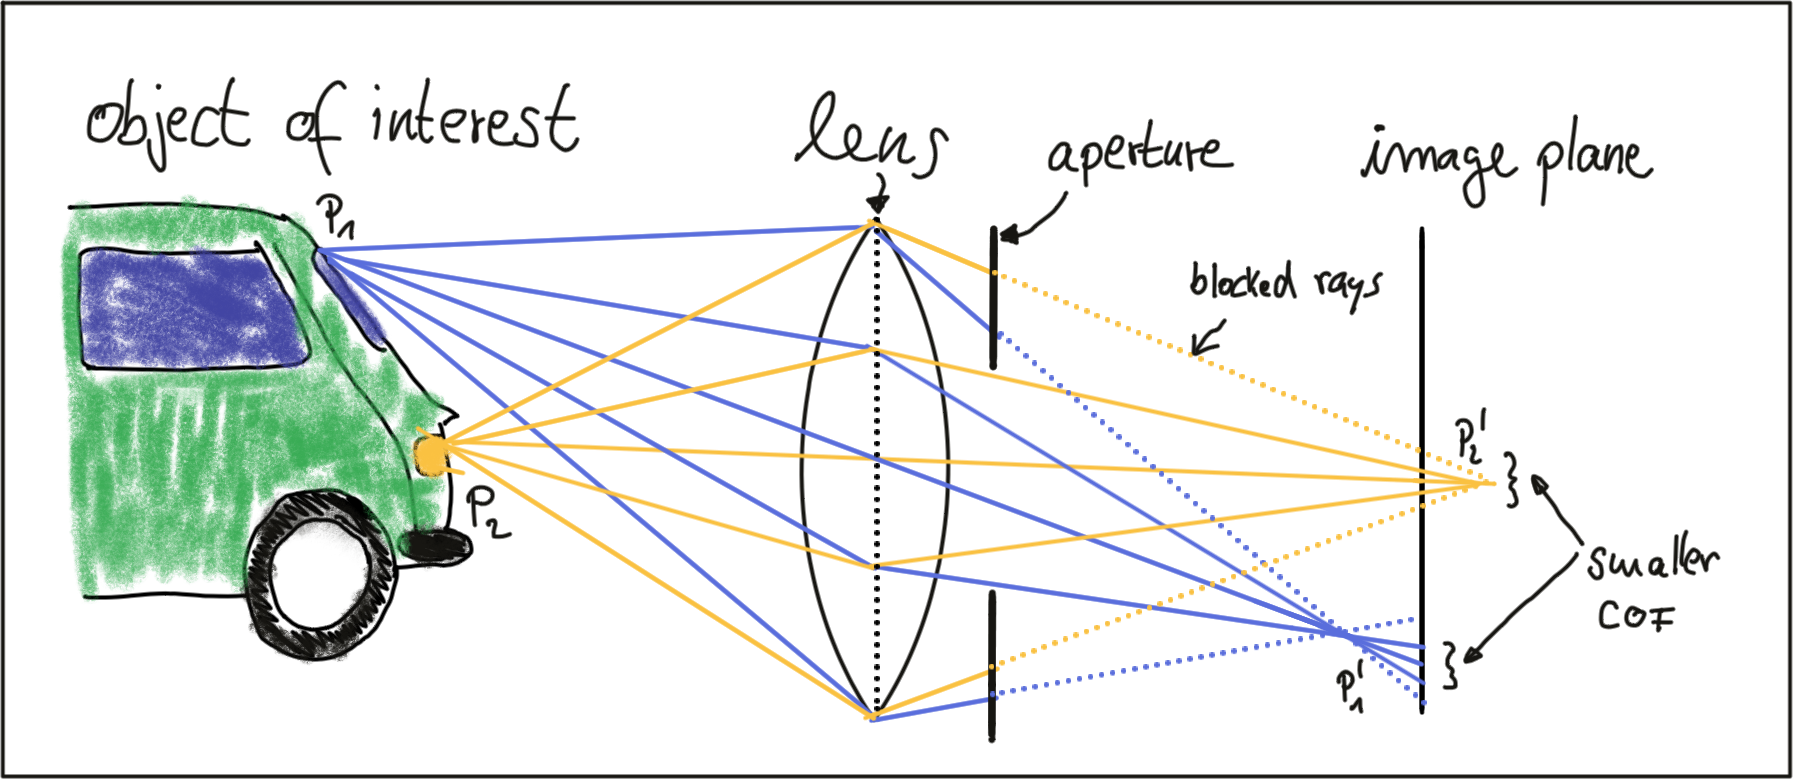 object of interest
lens
aperture
image plane
P1
blocked rays
P2'
P2
smaller
COF
P1'